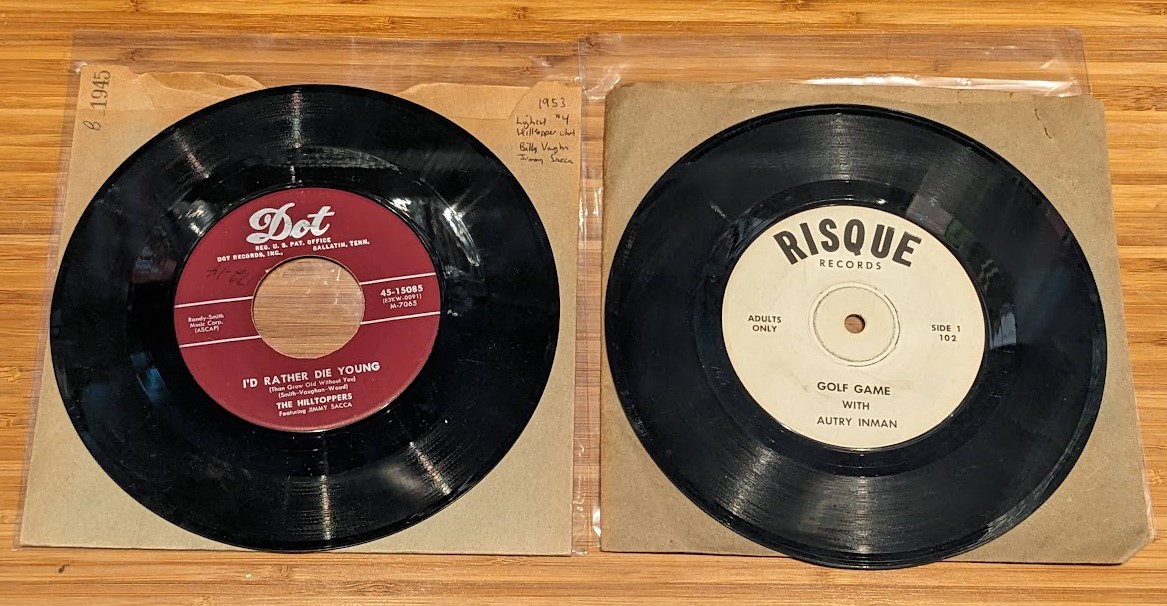 B 1945
1953
highest #4
Hilltopper chart
Billy Vaughn
Jimmy Sacca
Dot
REG. U. S. PAT. OFFICE
DOT RECORDS, INC., GALLATIN, TENN.
45-15085
(E3KW-0091)
M-7065
Randy-Smith
Music Corp.
(ASCAP)
I'D RATHER DIE YOUNG
(Than Grow Old Without You)
(Smith-Vaughan-Wood)
THE HILLTOPPERS
Featuring JIMMY SACCA
RISQUE
RECORDS
ADULTS
ONLY
SIDE 1
102
GOLF GAME
WITH
AUTRY INMAN